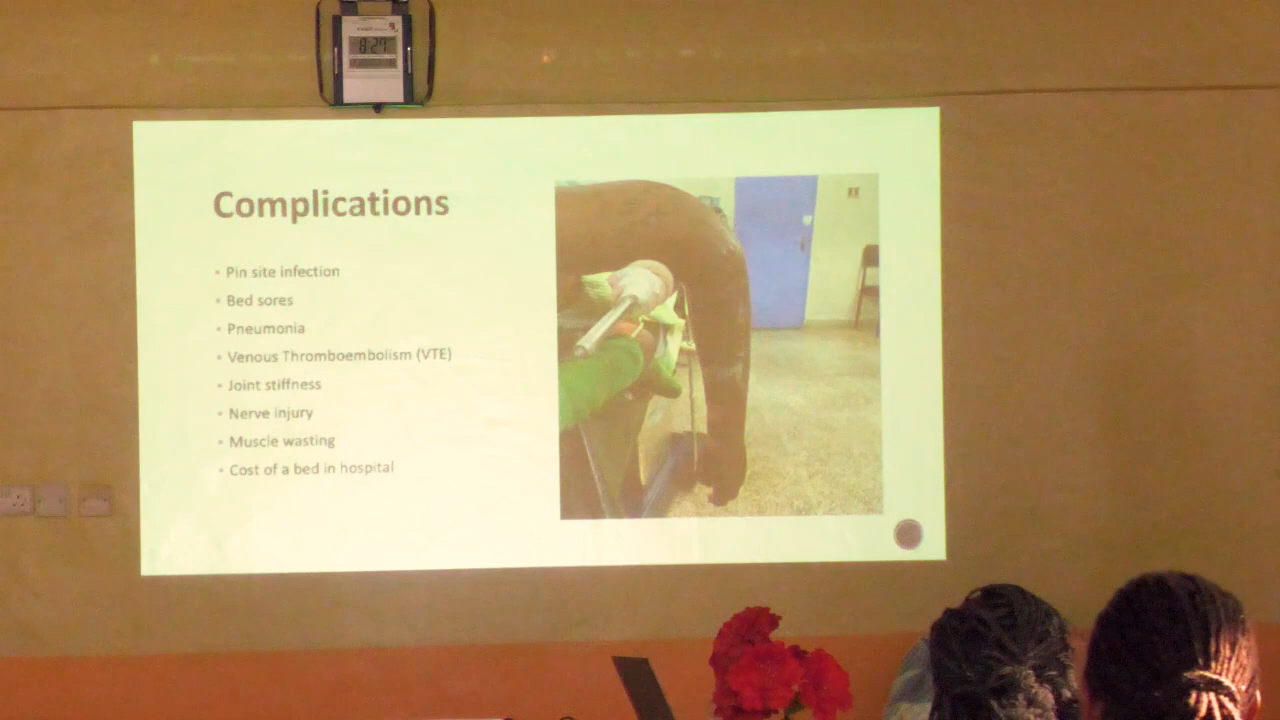 8:27
Complications
• Pin site infection
• Bed sores
• Pneumonia
• Venous Thromboembolism (VTE)
• Joint stiffness
• Nerve injury
• Muscle wasting
• Cost of a bed in hospital